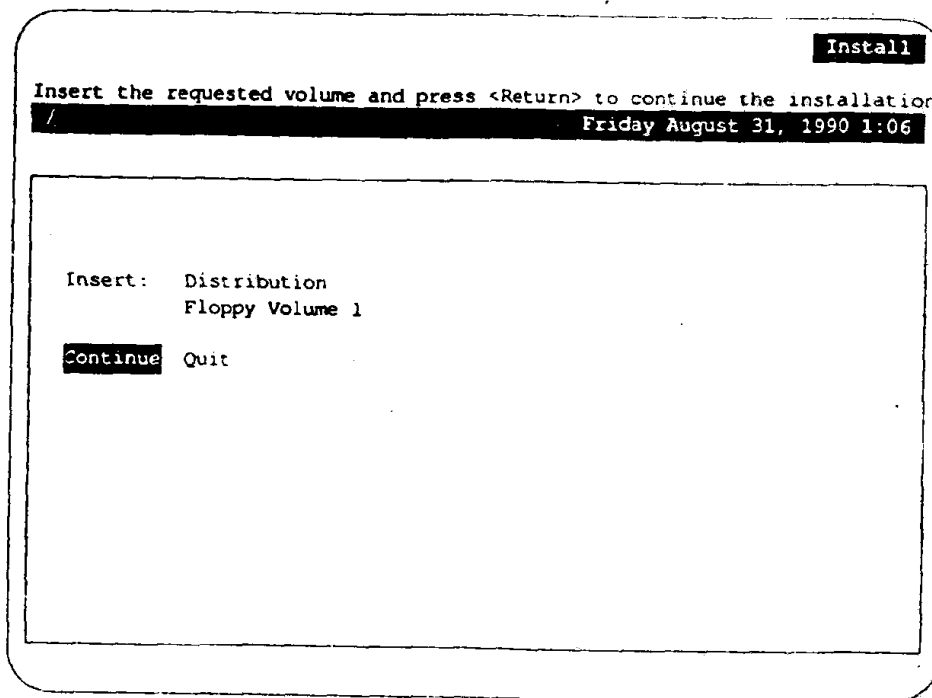 Install
Insert the requested volume and press <Return> to continue the installation
/ Friday August 31, 1990 1:06
Insert: Distribution
Floppy Volume 1
Continue Quit